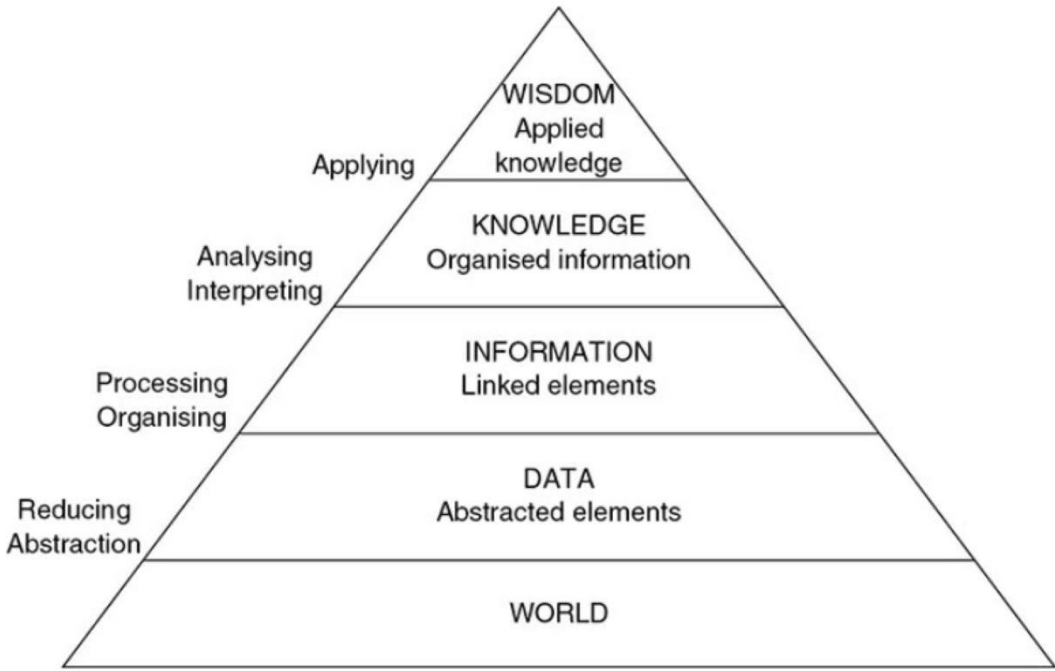 WISDOM
Applied
knowledge
Applying
KNOWLEDGE
Organised information
Analysing
Interpreting
INFORMATION
Linked elements
Processing
Organising
DATA
Abstracted elements
Reducing
Abstraction
WORLD